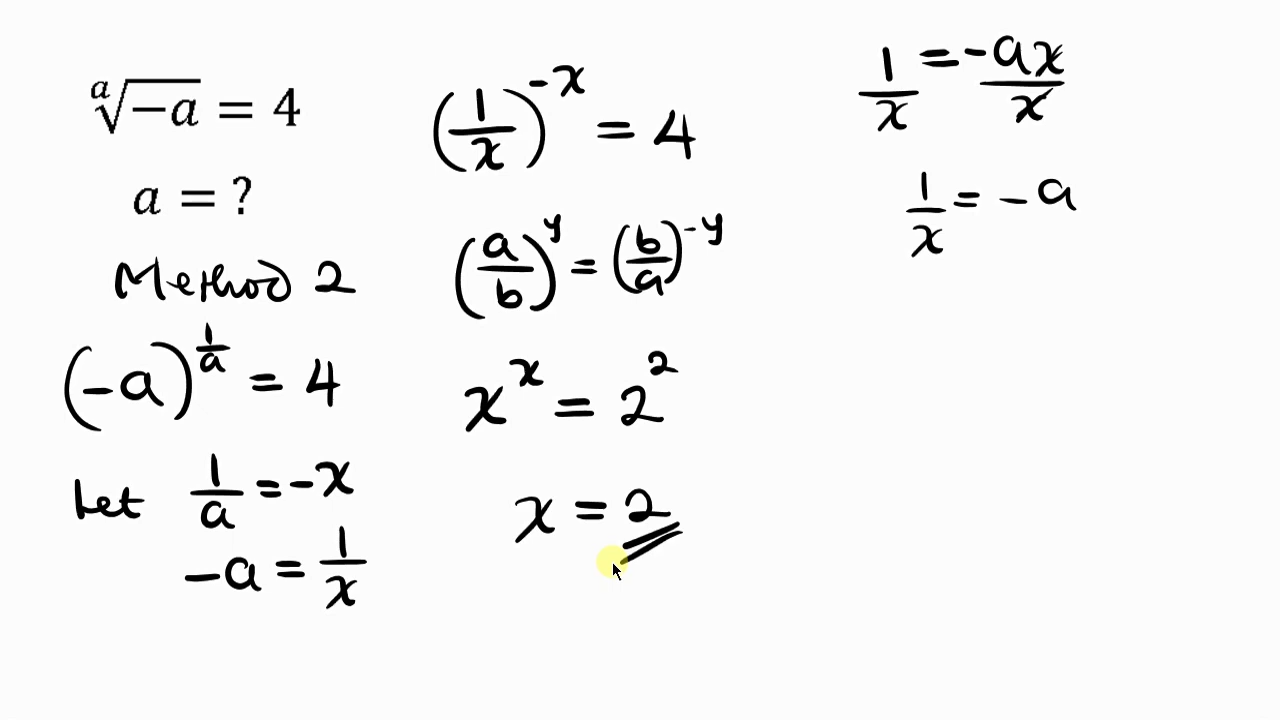 ᵃ√−a = 4
a = ?
Method 2
(-a)^(1/a) = 4
Let 1/a = -x
-a = 1/x
(1/x)^(-x) = 4
(a/b)^y = (b/a)^(-y)
x^x = 2^2
x = 2
1/x = -ax/x
1/x = -a